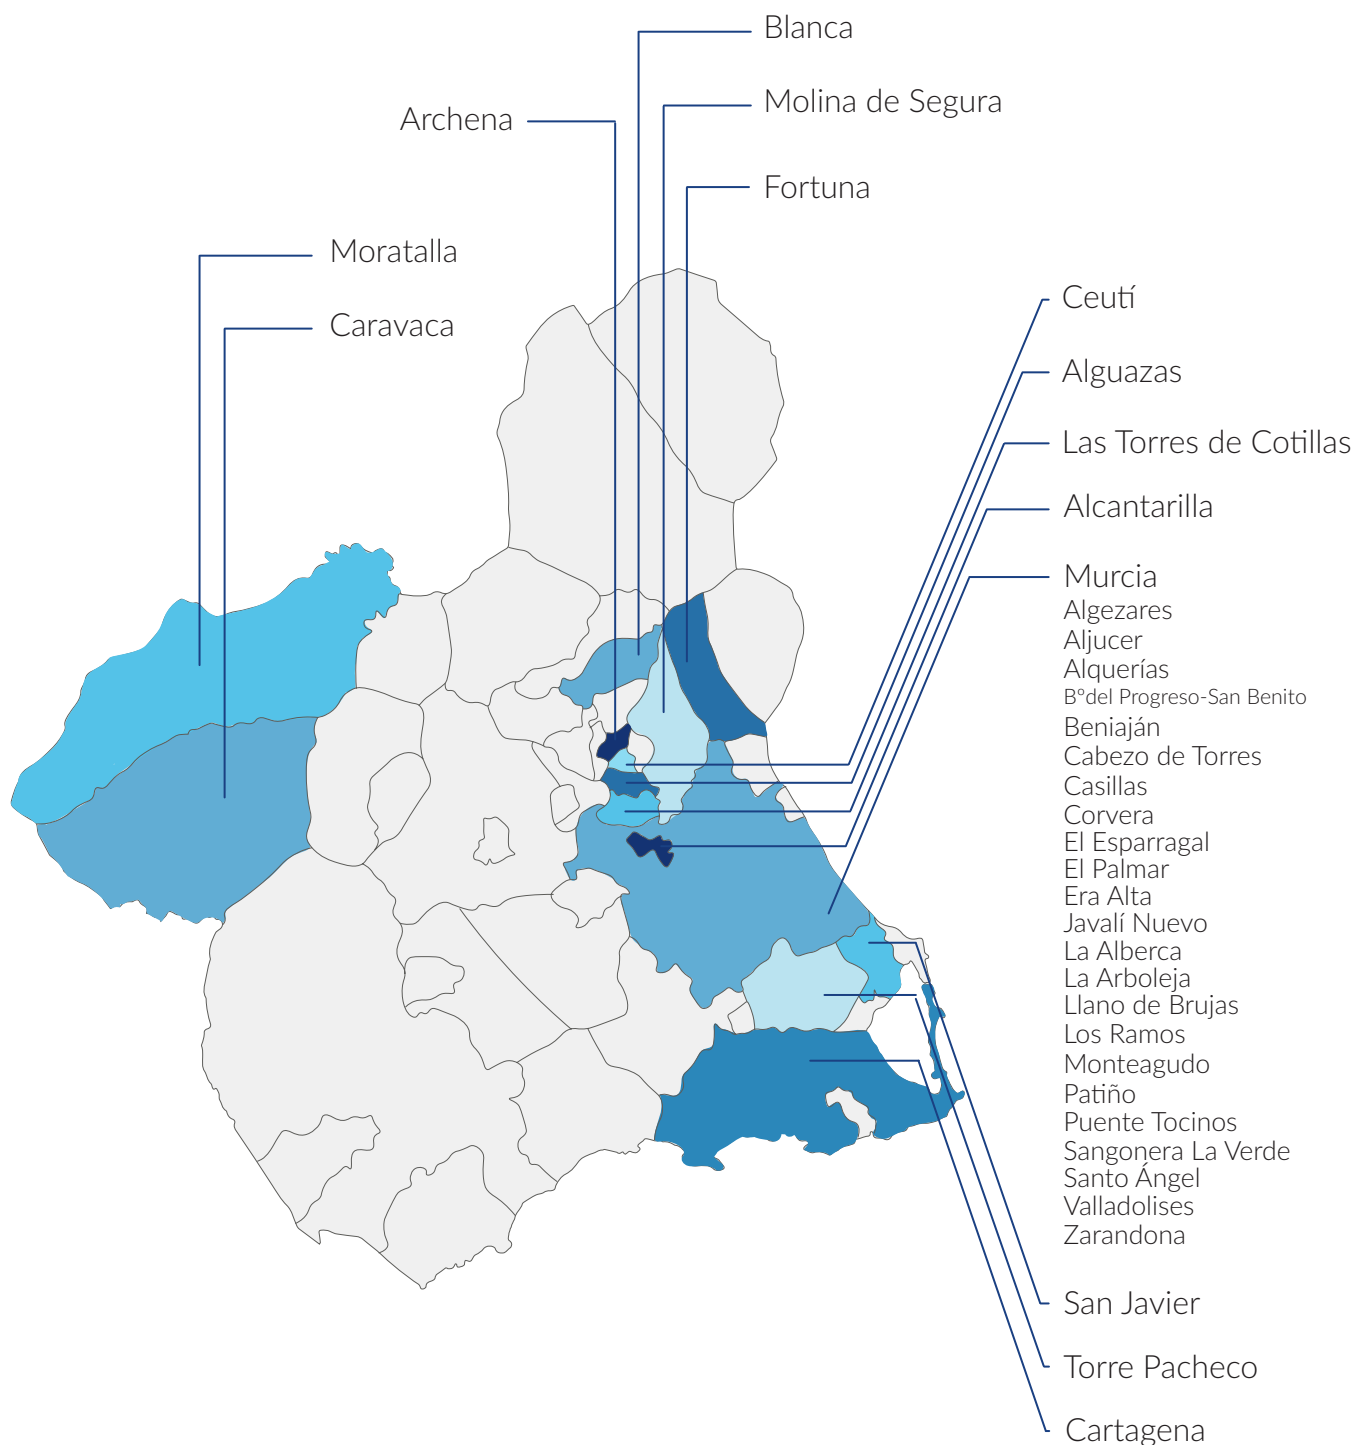 Blanca
Molina de Segura
Archena
Fortuna
Moratalla
Caravaca
Ceutí
Alguazas
Las Torres de Cotillas
Alcantarilla
Murcia
Algezares
Aljucer
Alquerías
B°del Progreso-San Benito
Beniaján
Cabezo de Torres
Casillas
Corvera
El Esparragal
El Palmar
Era Alta
Javalí Nuevo
La Alberca
La Arboleja
Llano de Brujas
Los Ramos
Monteagudo
Patiño
Puente Tocinos
Sangonera La Verde
Santo Ángel
Valladolises
Zarandona
San Javier
Torre Pacheco
Cartagena